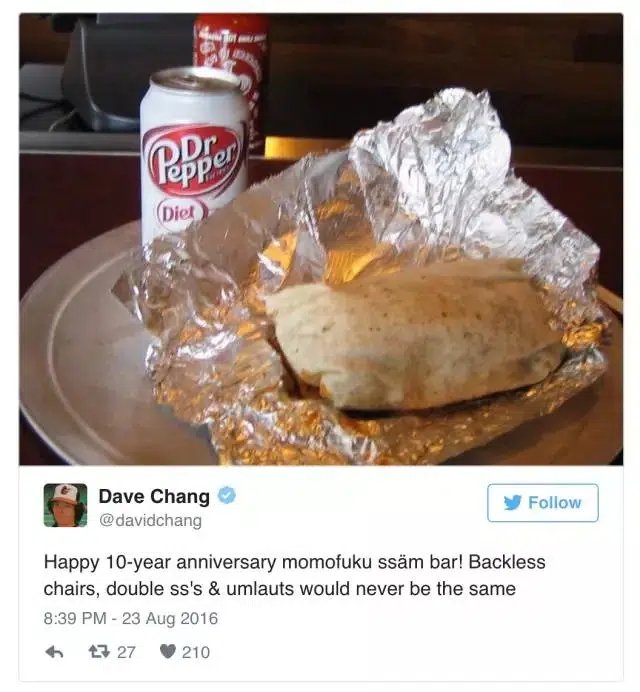 Dr
Pepper
Diet
Dave Chang
@davidchang
Follow
Happy 10-year anniversary momofuku ssäm bar! Backless
chairs, double ss's & umlauts would never be the same
8:39 PM - 23 Aug 2016
27
210